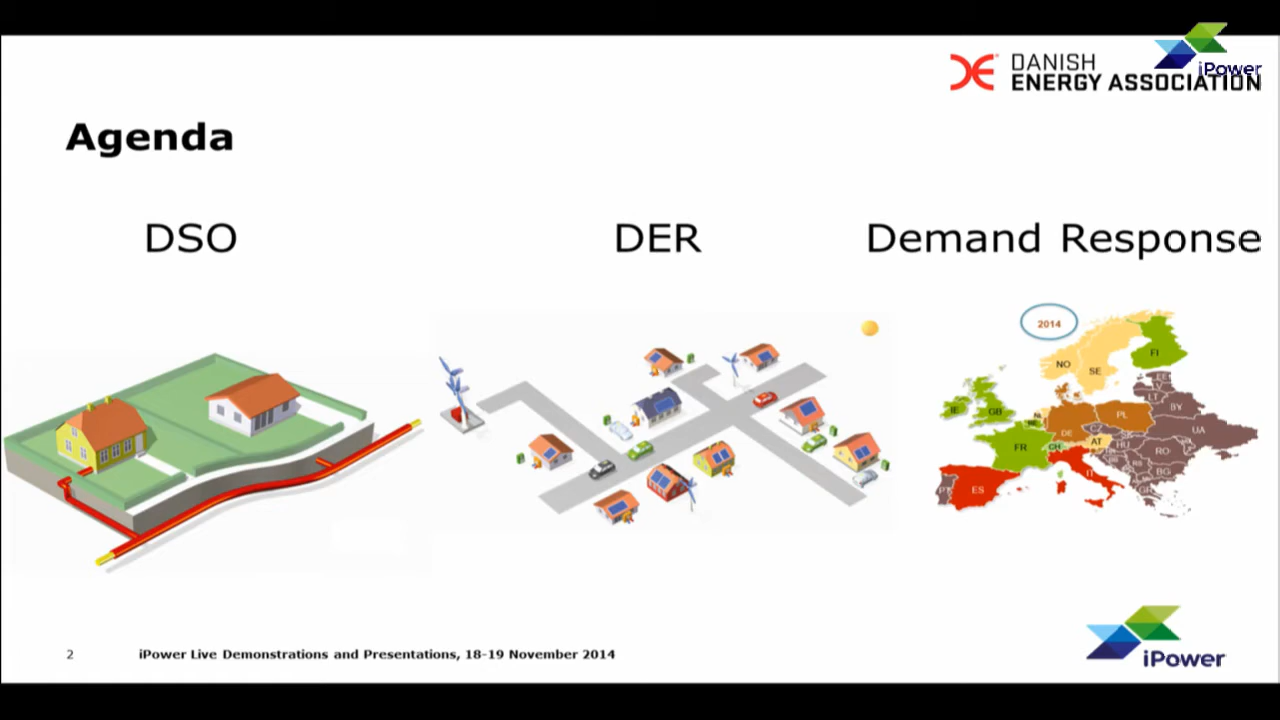 DANISH
ENERGY ASSOCIATION
iPower
Agenda
DSO
DER
Demand Response
2014
NO
SE
FI
IE
GB
LT
BY
PL
DE
UA
FR
CH
AT
HU
RO
BG
PT
ES
IT
2
iPower Live Demonstrations and Presentations, 18-19 November 2014
iPower